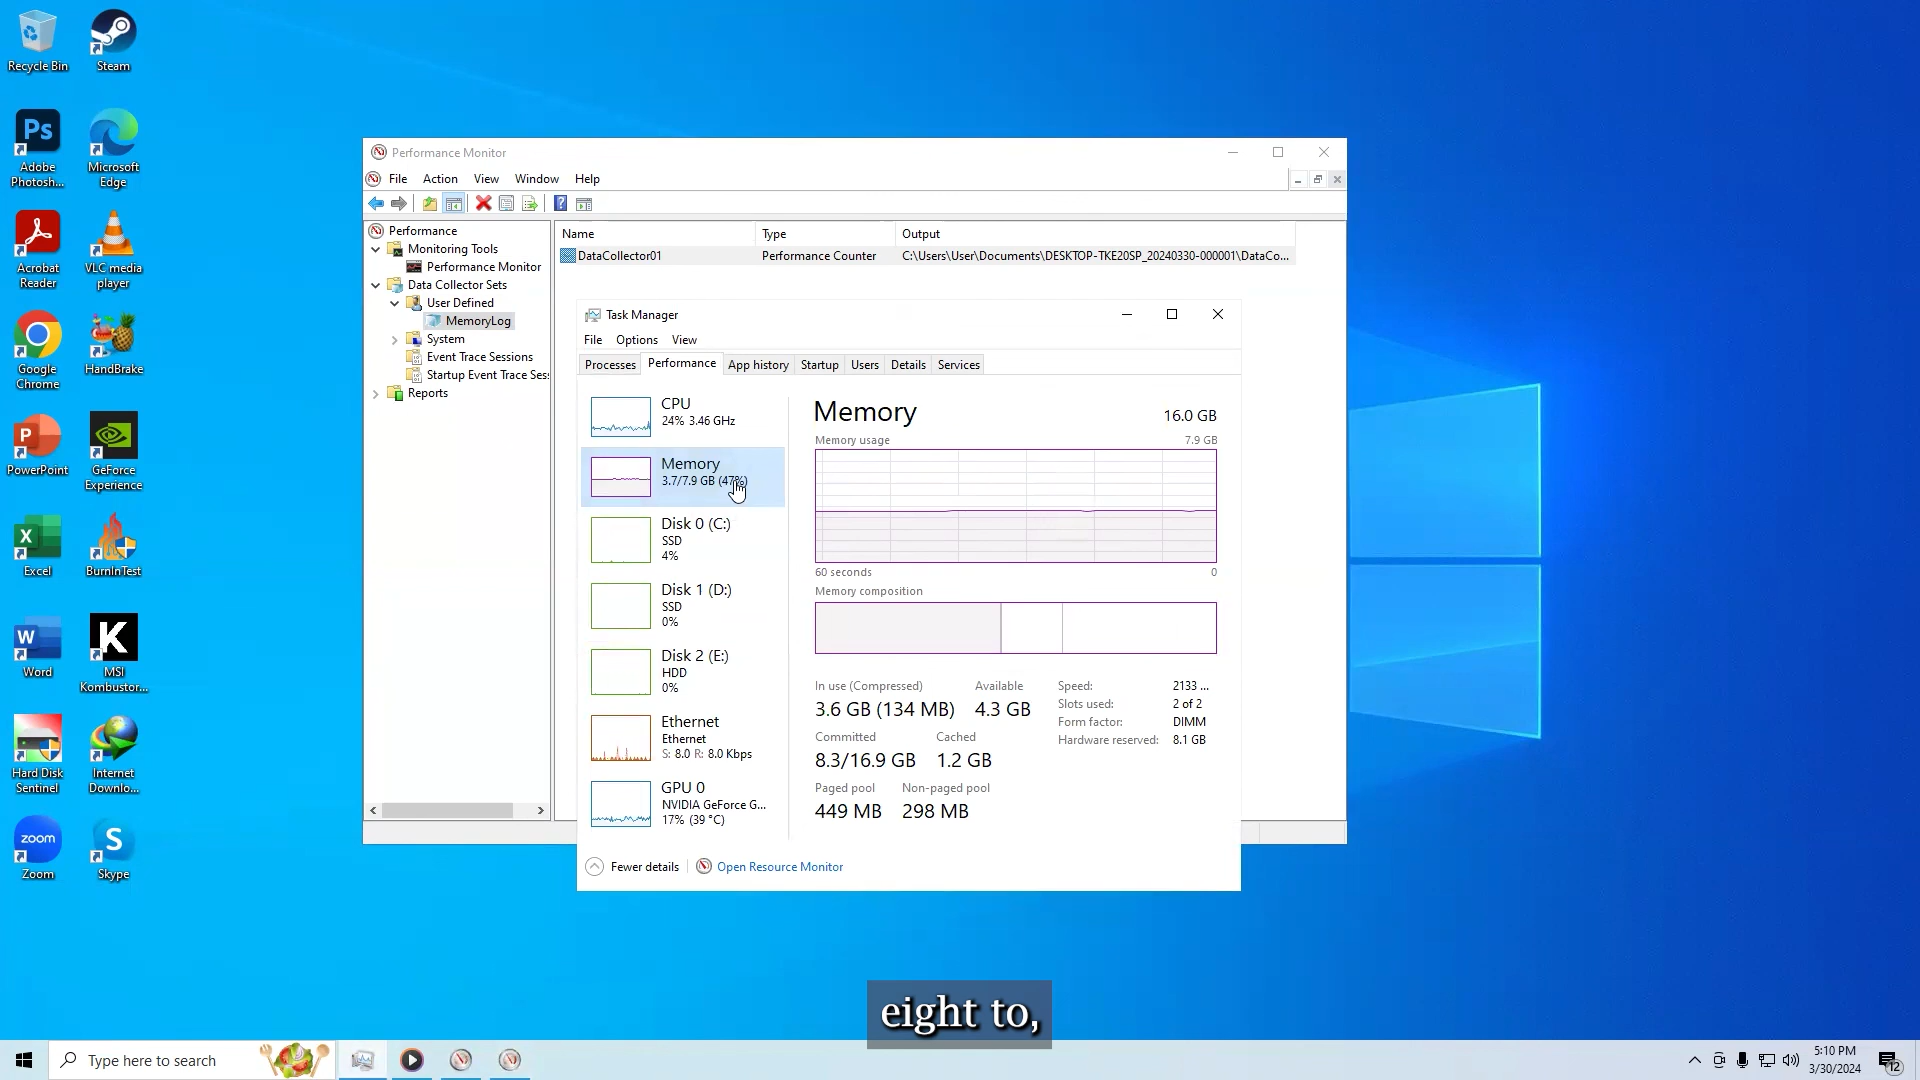 Recycle Bin
Steam
Ps
Adobe
Photosh...
Microsoft
Edge
Acrobat
Reader
VLC media
player
Google
Chrome
HandBrake
P
PowerPoint
GeForce
Experience
X
Excel
BurnInTest
W
Word
K
MSI
Kombustor...
Hard Disk
Sentinel
Internet
Downlo...
zoom
Zoom
S
Skype
Performance Monitor
File Action View Window Help
Performance
Monitoring Tools
Performance Monitor
Data Collector Sets
User Defined
MemoryLog
System
Event Trace Sessions
Startup Event Trace Ses
Reports
Name Type Output
DataCollector01 Performance Counter C:\Users\User\Documents\DESKTOP-TKE20SP_20240330-000001\DataCo...
Task Manager
File Options View
Processes Performance App history Startup Users Details Services
CPU
24% 3.46 GHz
Memory
3.7/7.9 GB (47%)
Disk 0 (C:)
SSD
4%
Disk 1 (D:)
SSD
0%
Disk 2 (E:)
HDD
0%
Ethernet
Ethernet
S: 8.0 R: 8.0 Kbps
GPU 0
NVIDIA GeForce G...
17% (39 °C)
Memory 16.0 GB
Memory usage 7.9 GB
60 seconds 0
Memory composition
In use (Compressed) Available
3.6 GB (134 MB) 4.3 GB
Committed Cached
8.3/16.9 GB 1.2 GB
Paged pool Non-paged pool
449 MB 298 MB
Speed: 2133 ...
Slots used: 2 of 2
Form factor: DIMM
Hardware reserved: 8.1 GB
Fewer details Open Resource Monitor
eight to,
Type here to search
5:10 PM
3/30/2024
12